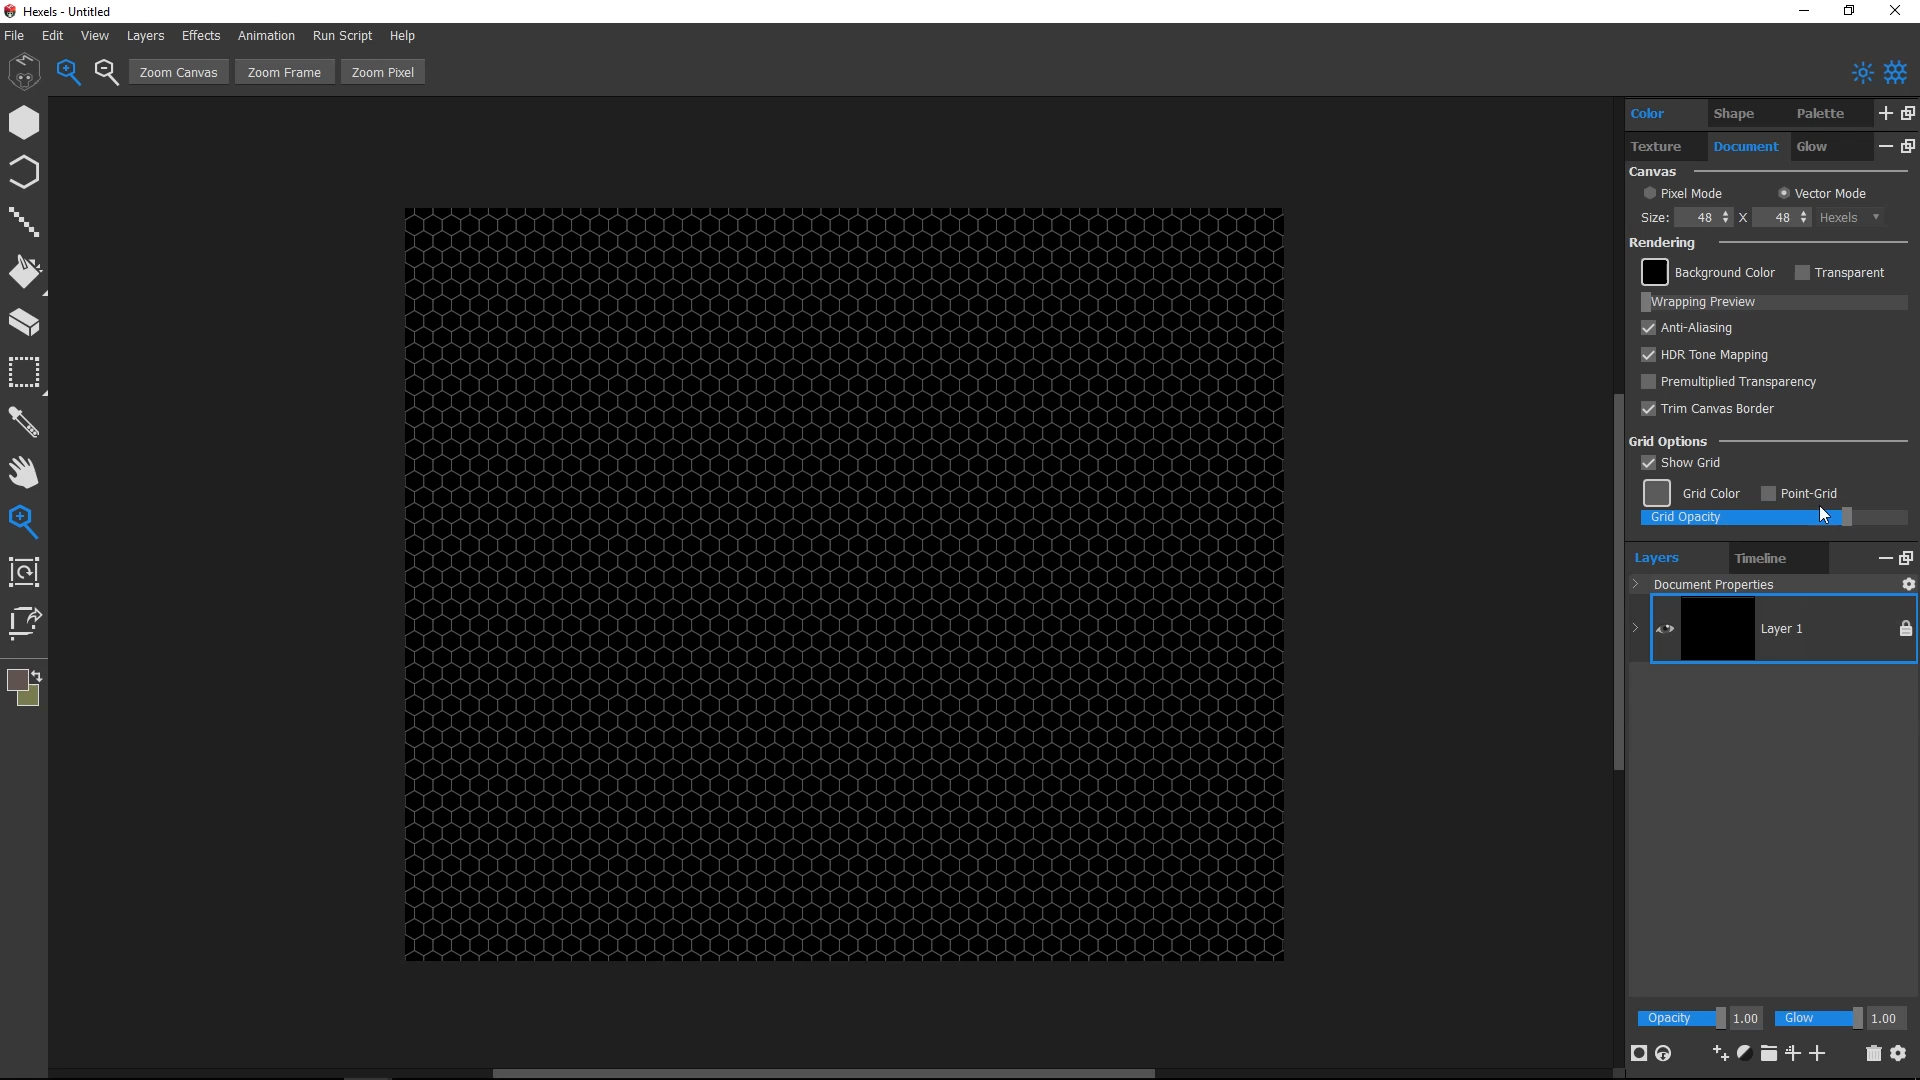 Hexels - Untitled
File Edit View Layers Effects Animation Run Script Help
Zoom Canvas Zoom Frame Zoom Pixel
Color Shape Palette
Texture Document Glow
Canvas
Pixel Mode Vector Mode
Size: 48 X 48 Hexels
Rendering
Background Color Transparent
Wrapping Preview
Anti-Aliasing
HDR Tone Mapping
Premultiplied Transparency
Trim Canvas Border
Grid Options
Show Grid
Grid Color Point-Grid
Grid Opacity
Layers Timeline
Document Properties
Layer 1
Opacity 1.00 Glow 1.00